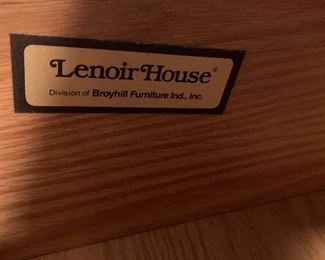 Lenoir House®
Division of Broyhill Furniture Ind., Inc.